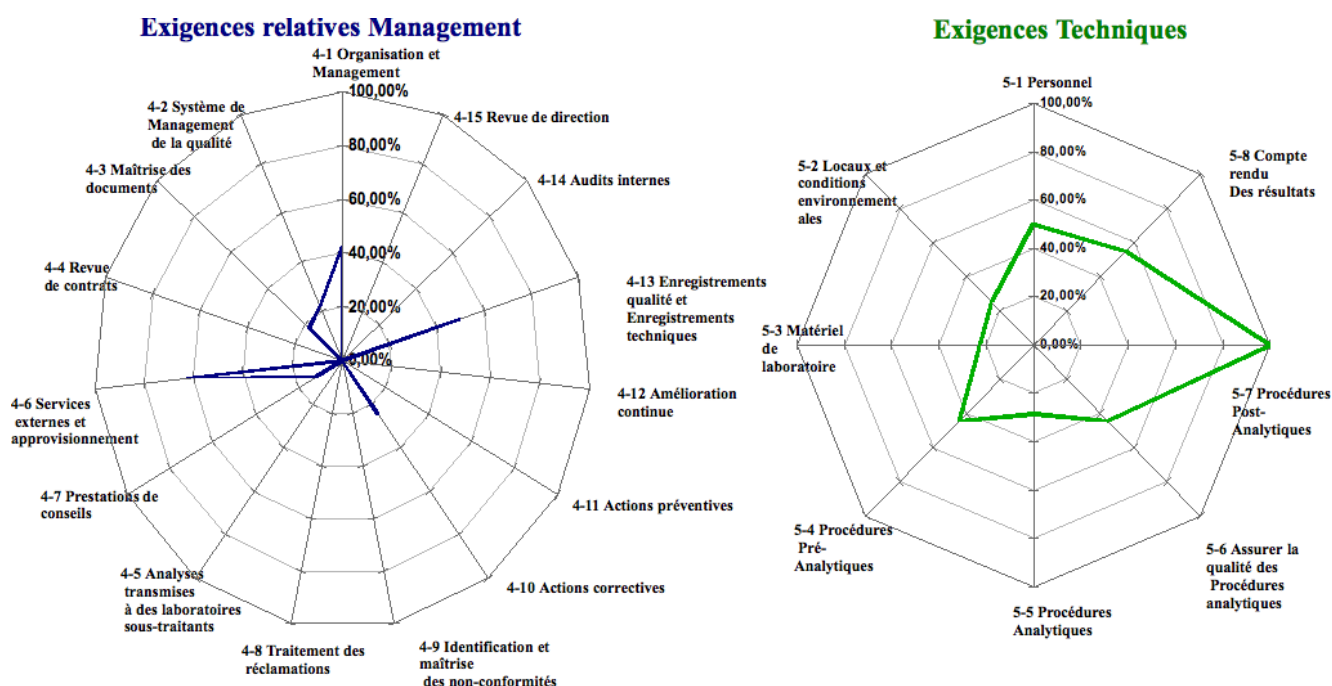 Exigences relatives Management
4-1 Organisation et
Management
100,00%
80,00%
60,00%
40,00%
20,00%
0,00%
4-2 Système de
Management
de la qualité
4-3 Maîtrise des
documents
4-4 Revue
de contrats
4-6 Services
externes et
approvisionnement
4-7 Prestations de
conseils
4-5 Analyses
transmises
à des laboratoires
sous-traitants
4-8 Traitement des
réclamations
4-9 Identification et
maîtrise
des non-conformités
4-10 Actions correctives
4-11 Actions préventives
4-12 Amélioration
continue
4-13 Enregistrements
qualité et
Enregistrements
techniques
4-14 Audits internes
4-15 Revue de direction
Exigences Techniques
5-1 Personnel
100,00%
80,00%
60,00%
40,00%
20,00%
0,00%
5-2 Locaux et
conditions
environnement
ales
5-3 Matériel
de
laboratoire
5-4 Procédures
Pré-
Analytiques
5-5 Procédures
Analytiques
5-6 Assurer la
qualité des
Procédures
analytiques
5-7 Procédures
Post-
Analytiques
5-8 Compte
rendu
Des résultats